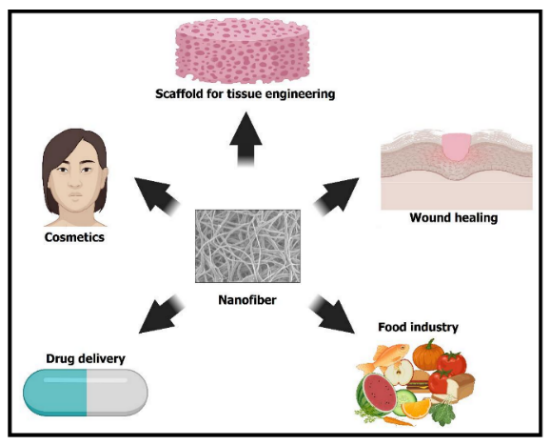 Scaffold for tissue engineering
Cosmetics
Wound healing
Nanofiber
Drug delivery
Food industry